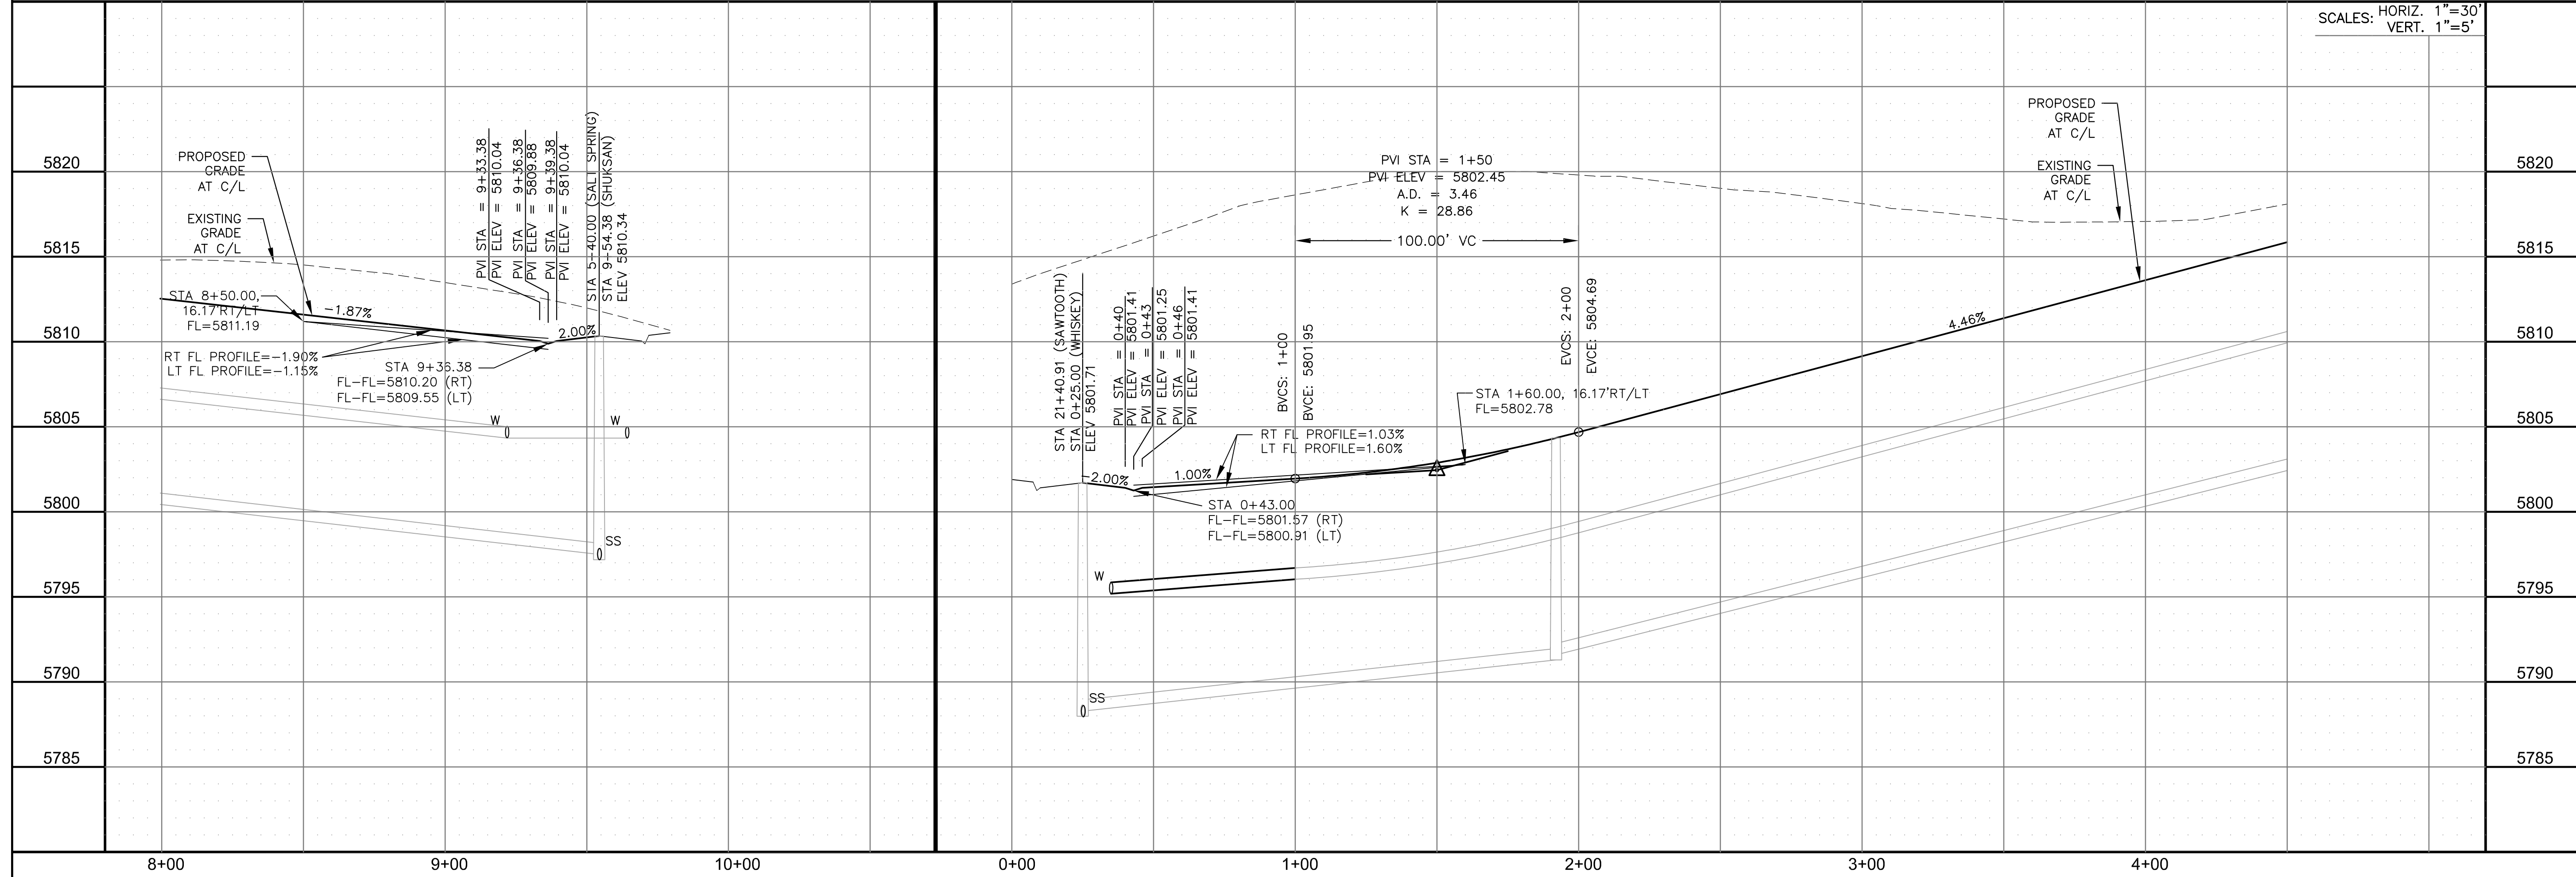 SCALES: HORIZ. 1"=30'
VERT. 1"=5'
5820
5815
5810
5805
5800
5795
5790
5785
PROPOSED
GRADE
AT C/L
EXISTING
GRADE
AT C/L
STA 8+50.00,
16.17'RT/LT
FL=5811.19
-1.87%
RT FL PROFILE=-1.90%
LT FL PROFILE=-1.15%
STA 9+36.38
FL-FL=5810.20 (RT)
FL-FL=5809.55 (LT)
PVI STA = 9+33.38
PVI ELEV = 5810.04
PVI STA = 9+36.38
PVI ELEV = 5809.88
PVI STA = 9+39.38
PVI ELEV = 5810.04
STA 5+40.00 (SALT SPRING)
STA 9+54.38 (SHUKSAN)
ELEV 5810.34
2.00%
W
W
SS
STA 21+40.91 (SAWTOOTH)
STA 0+25.00 (WHISKEY)
ELEV 5801.71
PVI STA = 0+40
PVI ELEV = 5801.41
PVI STA = 0+43
PVI ELEV = 5801.25
PVI STA = 0+46
PVI ELEV = 5801.41
-2.00%
1.00%
BVCS: 1+00
BVCE: 5801.95
RT FL PROFILE=1.03%
LT FL PROFILE=1.60%
STA 0+43.00
FL-FL=5801.57 (RT)
FL-FL=5800.91 (LT)
PVI STA = 1+50
PVI ELEV = 5802.45
A.D. = 3.46
K = 28.86
100.00' VC
STA 1+60.00, 16.17'RT/LT
FL=5802.78
EVCS: 2+00
EVCE: 5804.69
W
SS
4.46%
PROPOSED
GRADE
AT C/L
EXISTING
GRADE
AT C/L
5820
5815
5810
5805
5800
5795
5790
5785
8+00
9+00
10+00
0+00
1+00
2+00
3+00
4+00